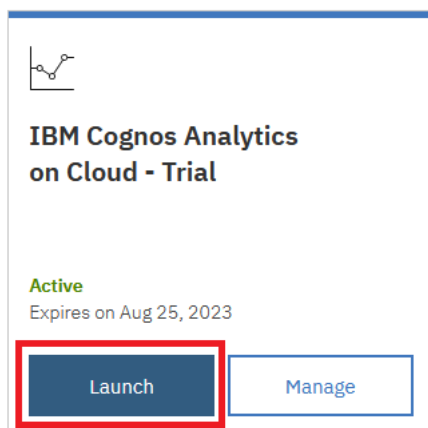 IBM Cognos Analytics
on Cloud - Trial
Active
Expires on Aug 25, 2023
Launch
Manage